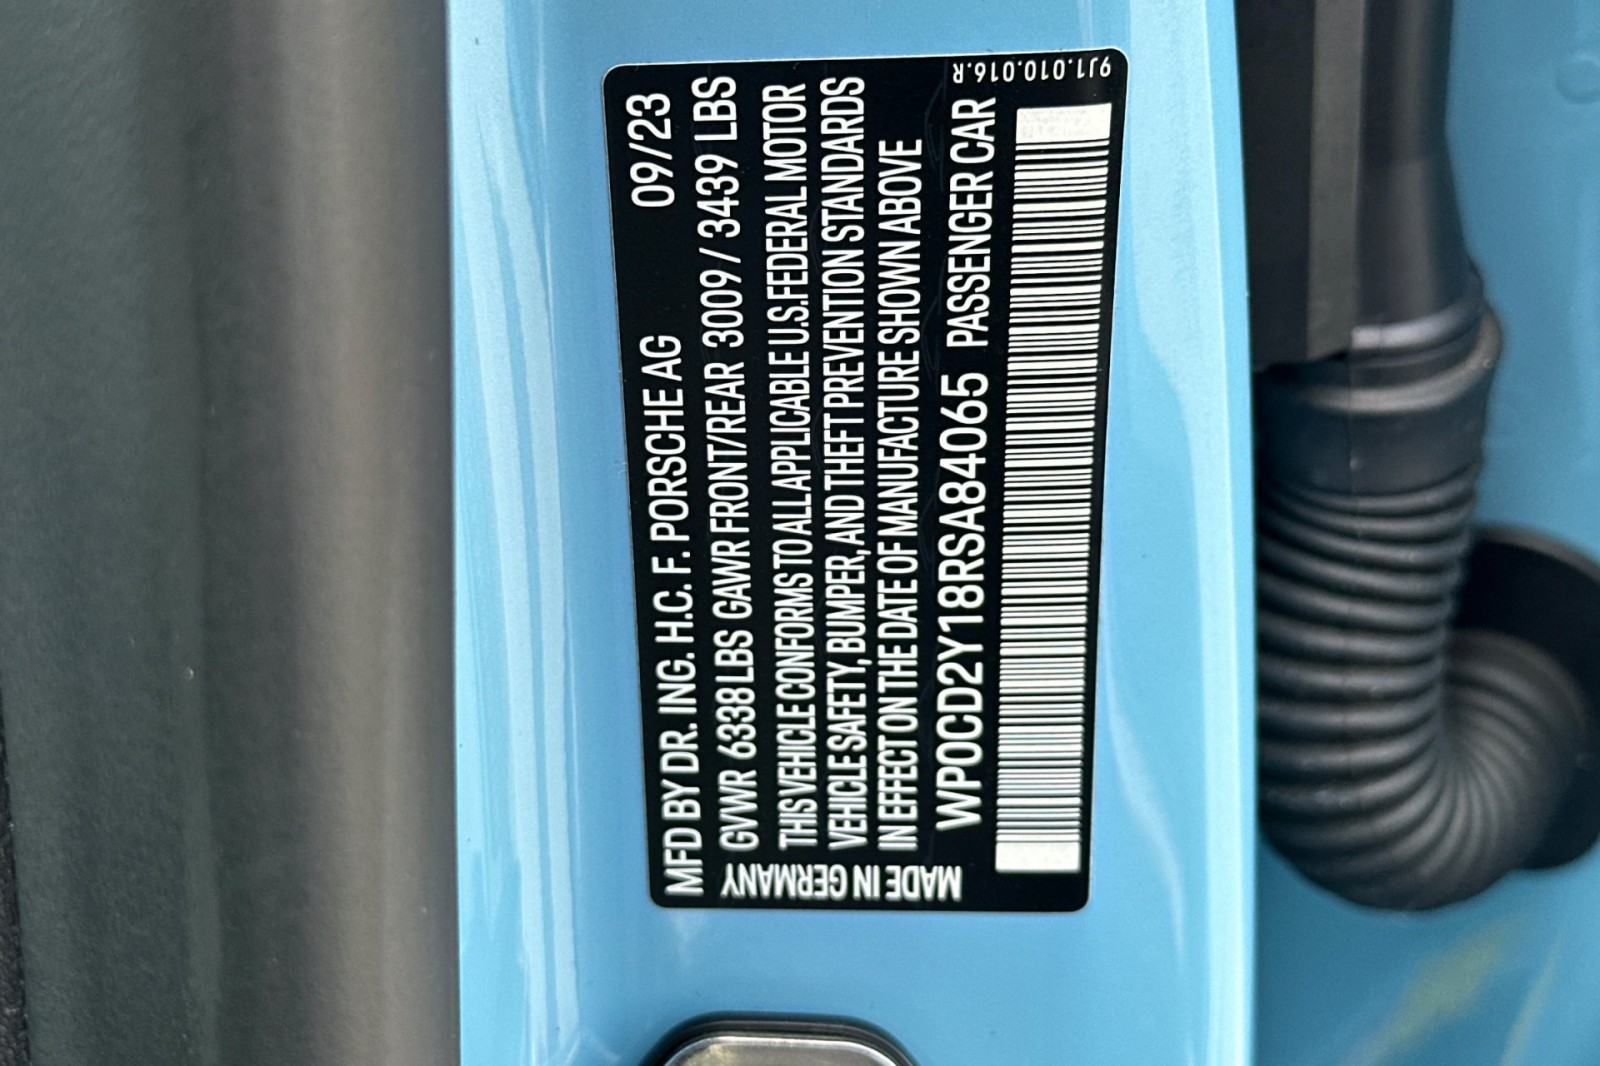 MFD BY DR. ING. H.C. F. PORSCHE AG 09/23
GVWR 6338 LBS GAWR FRONT/REAR 3009 / 3439 LBS
THIS VEHICLE CONFORMS TO ALL APPLICABLE U.S. FEDERAL MOTOR
VEHICLE SAFETY, BUMPER, AND THEFT PREVENTION STANDARDS
IN EFFECT ON THE DATE OF MANUFACTURE SHOWN ABOVE
WP0CD2Y18RSA84065 PASSENGER CAR
MADE IN GERMANY
9J1.010.016.R